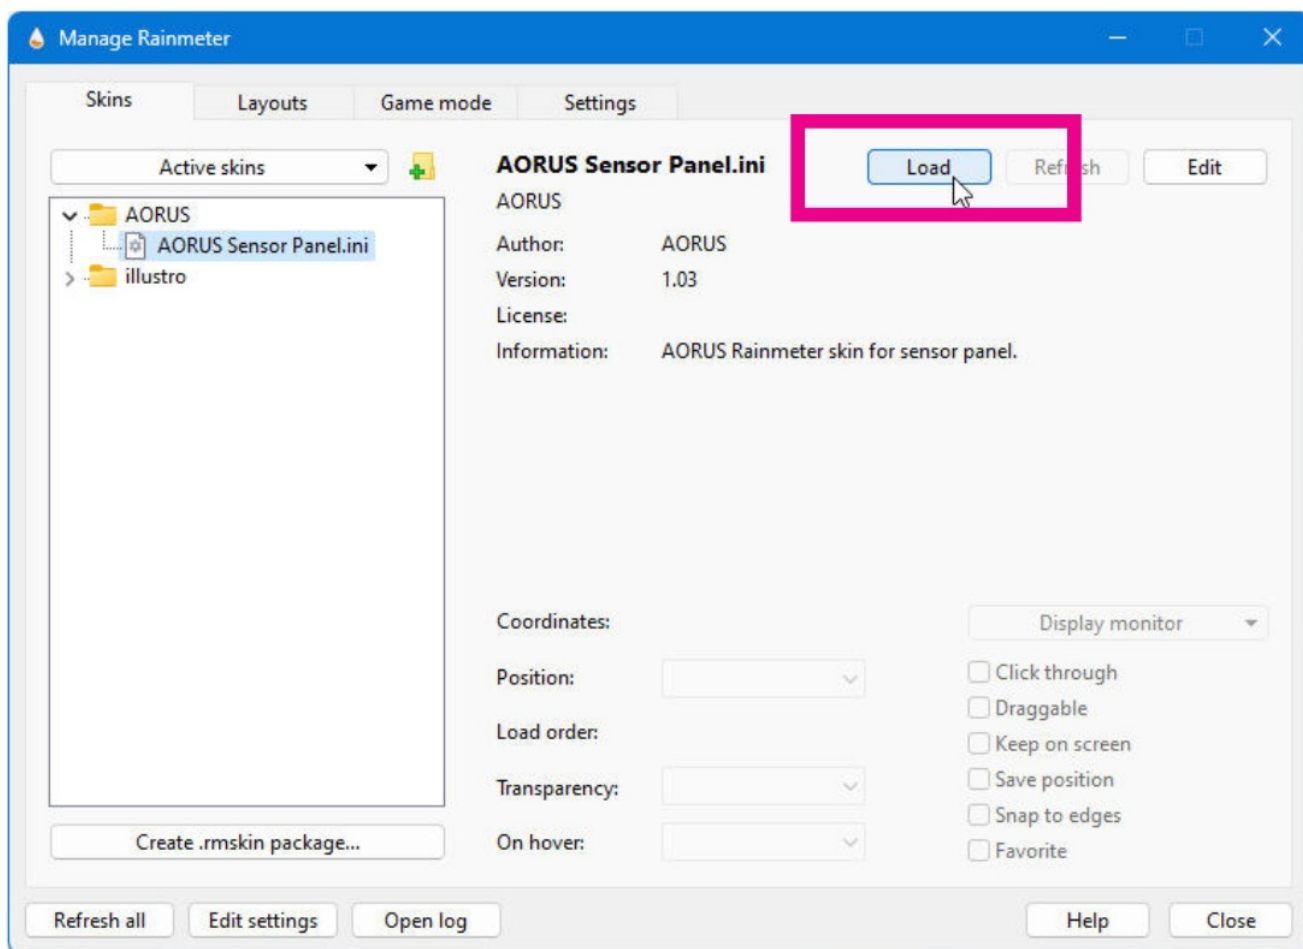 Manage Rainmeter
Skins
Layouts
Game mode
Settings
Active skins
AORUS
AORUS Sensor Panel.ini
illustro
Create .rmskin package...
AORUS Sensor Panel.ini
Load
Refresh
Edit
AORUS
Author: AORUS
Version: 1.03
License:
Information: AORUS Rainmeter skin for sensor panel.
Coordinates:
Display monitor
Position:
Load order:
Transparency:
On hover:
Click through
Draggable
Keep on screen
Save position
Snap to edges
Favorite
Refresh all
Edit settings
Open log
Help
Close